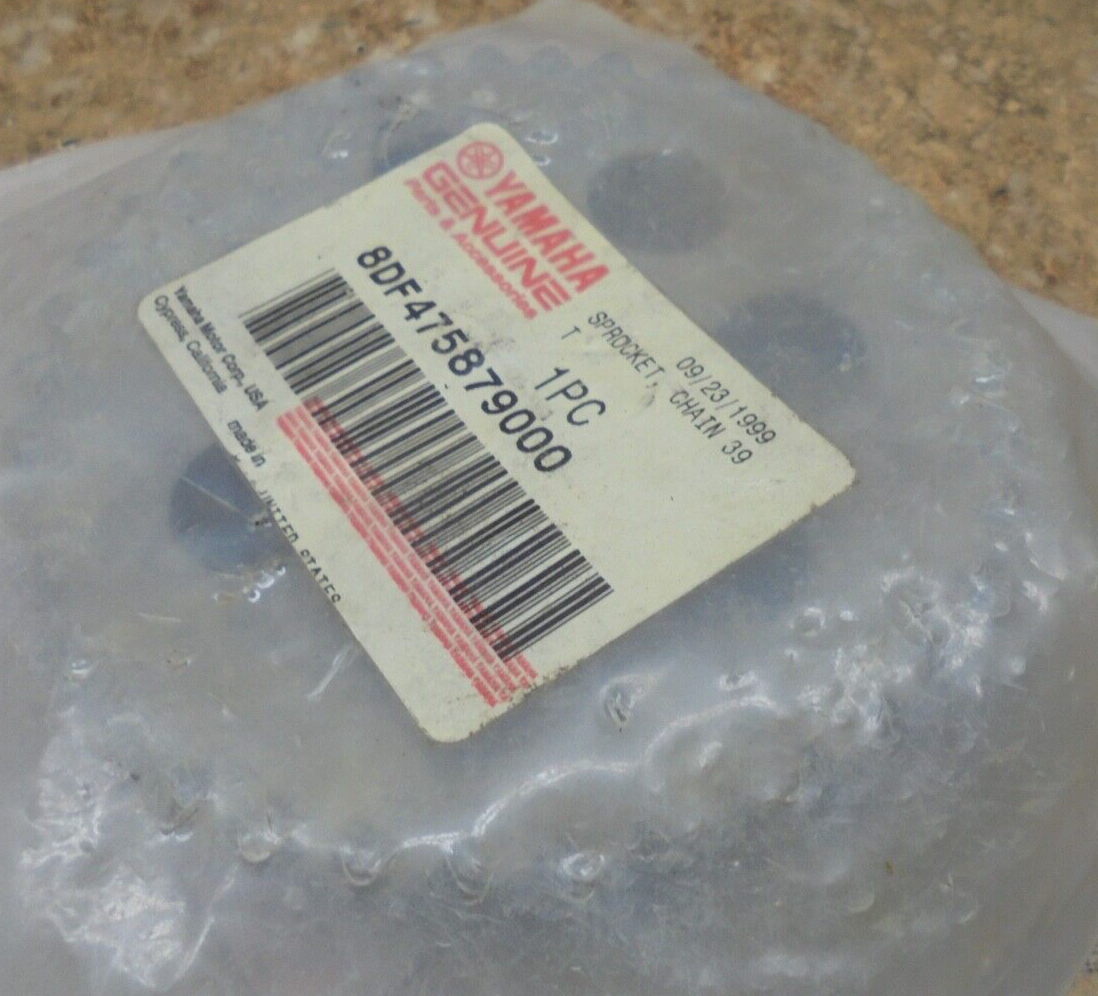 YAMAHA
GENUINE
Parts & Accessories
09/23/1999
SPROCKET, CHAIN 39
T
1PC
8DF475879000
Yamaha Motor Corp., USA
Cypress, California
made in
UNITED STATES